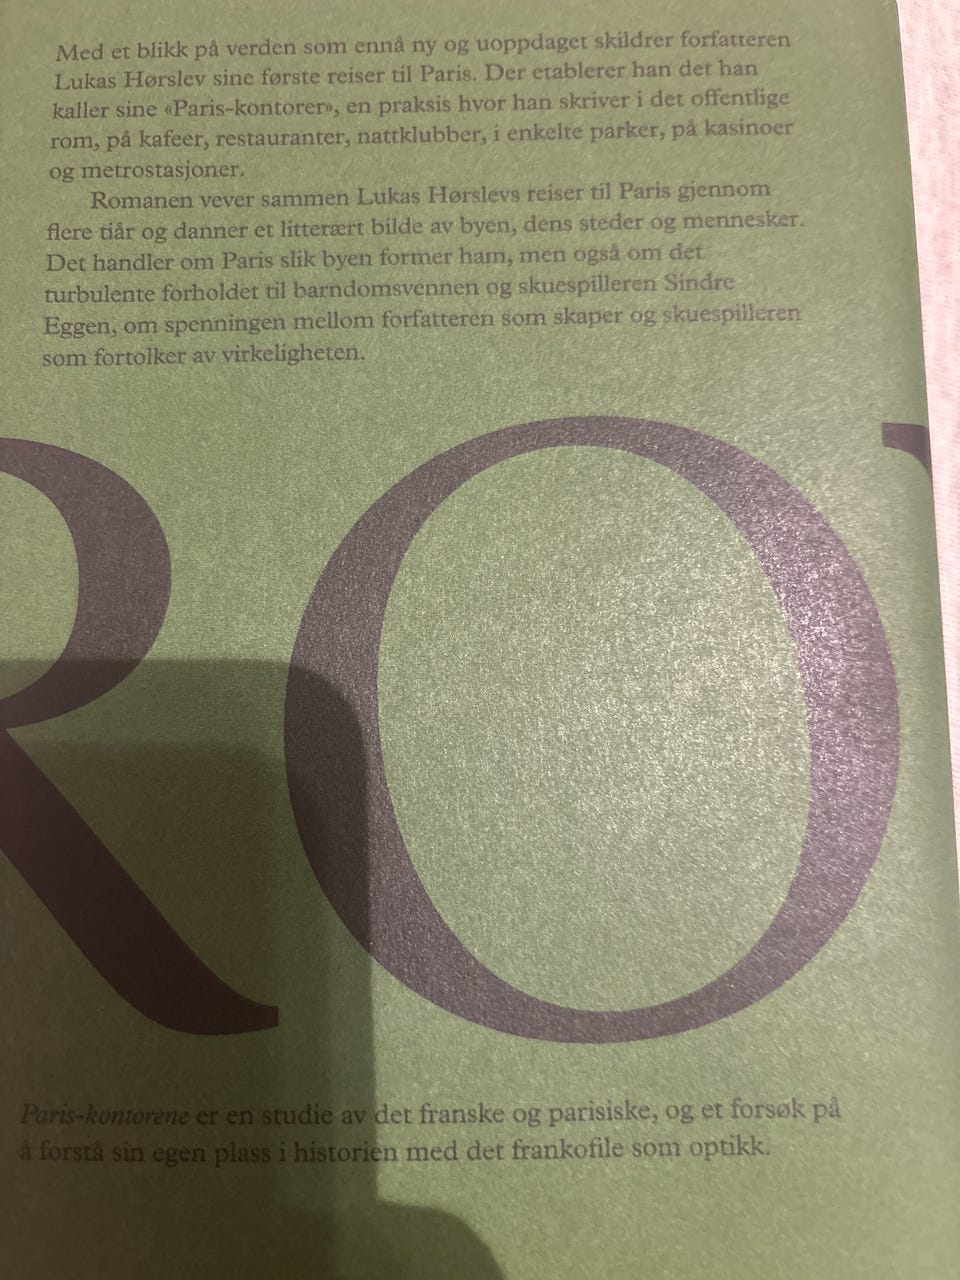 Med et blikk på verden som ennå ny og uoppdaget skildrer forfatteren
Lukas Hørslev sine første reiser til Paris. Der etablerer han det han
kaller sine «Paris-kontorer», en praksis hvor han skriver i det offentlige
rom, på kafeer, restauranter, nattklubber, i enkelte parker, på kasinoer
og metrostasjoner.
Romanen vever sammen Lukas Hørslevs reiser til Paris gjennom
flere tiår og danner et litterært bilde av byen, dens steder og mennesker.
Det handler om Paris slik byen former ham, men også om det
turbulente forholdet til barndomsvennen og skuespilleren Sindre
Eggen, om spenningen mellom forfatteren som skaper og skuespilleren
som fortolker av virkeligheten.
RO
Paris-kontorene er en studie av det franske og parisiske, og et forsøk på
å forstå sin egen plass i historien med det frankofile som optikk.